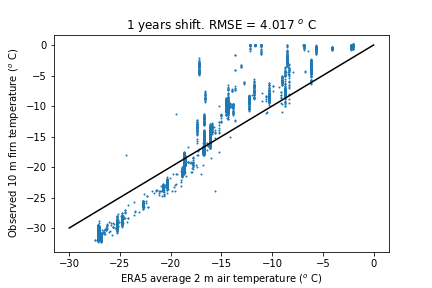 1 years shift. RMSE = 4.017 ° C
0
−5
−10
−15
−20
−25
−30
Observed 10 m firn temperature (° C)
−30 −25 −20 −15 −10 −5 0
ERA5 average 2 m air temperature (° C)